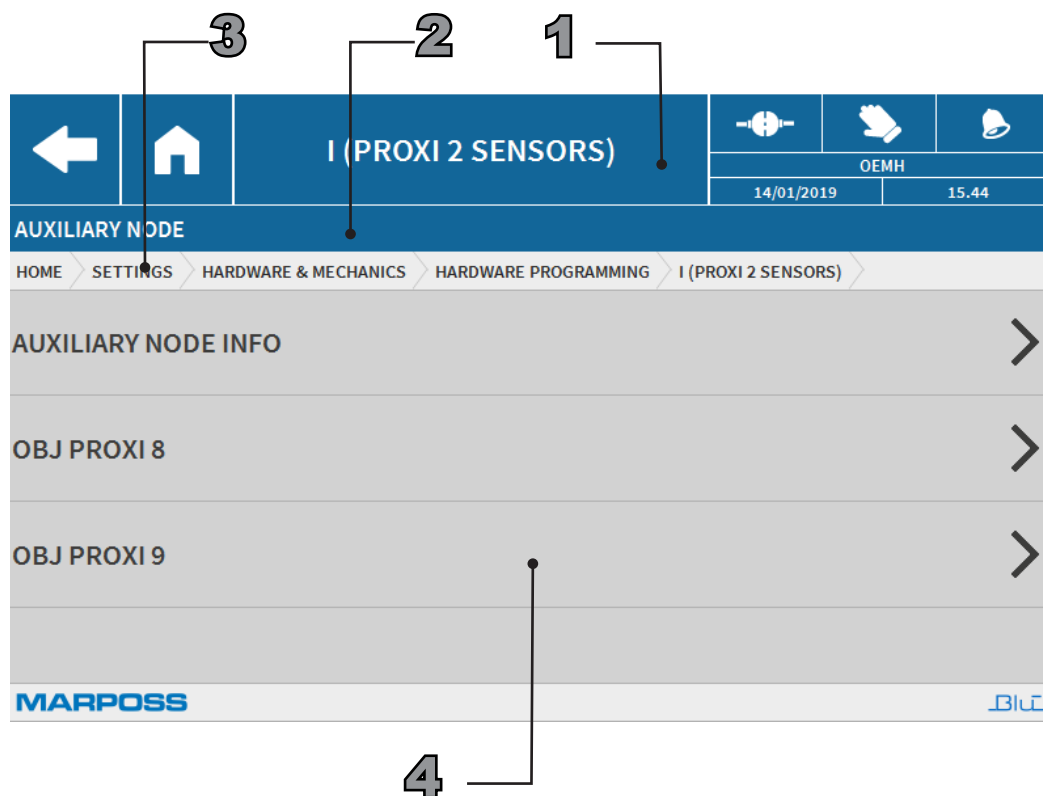 3 2 1
I (PROXI 2 SENSORS)
OEMH
14/01/2019 15.44
AUXILIARY NODE
HOME SETTINGS HARDWARE & MECHANICS HARDWARE PROGRAMMING I (PROXI 2 SENSORS)
AUXILIARY NODE INFO
OBJ PROXI 8
OBJ PROXI 9
MARPOSS Blú
4